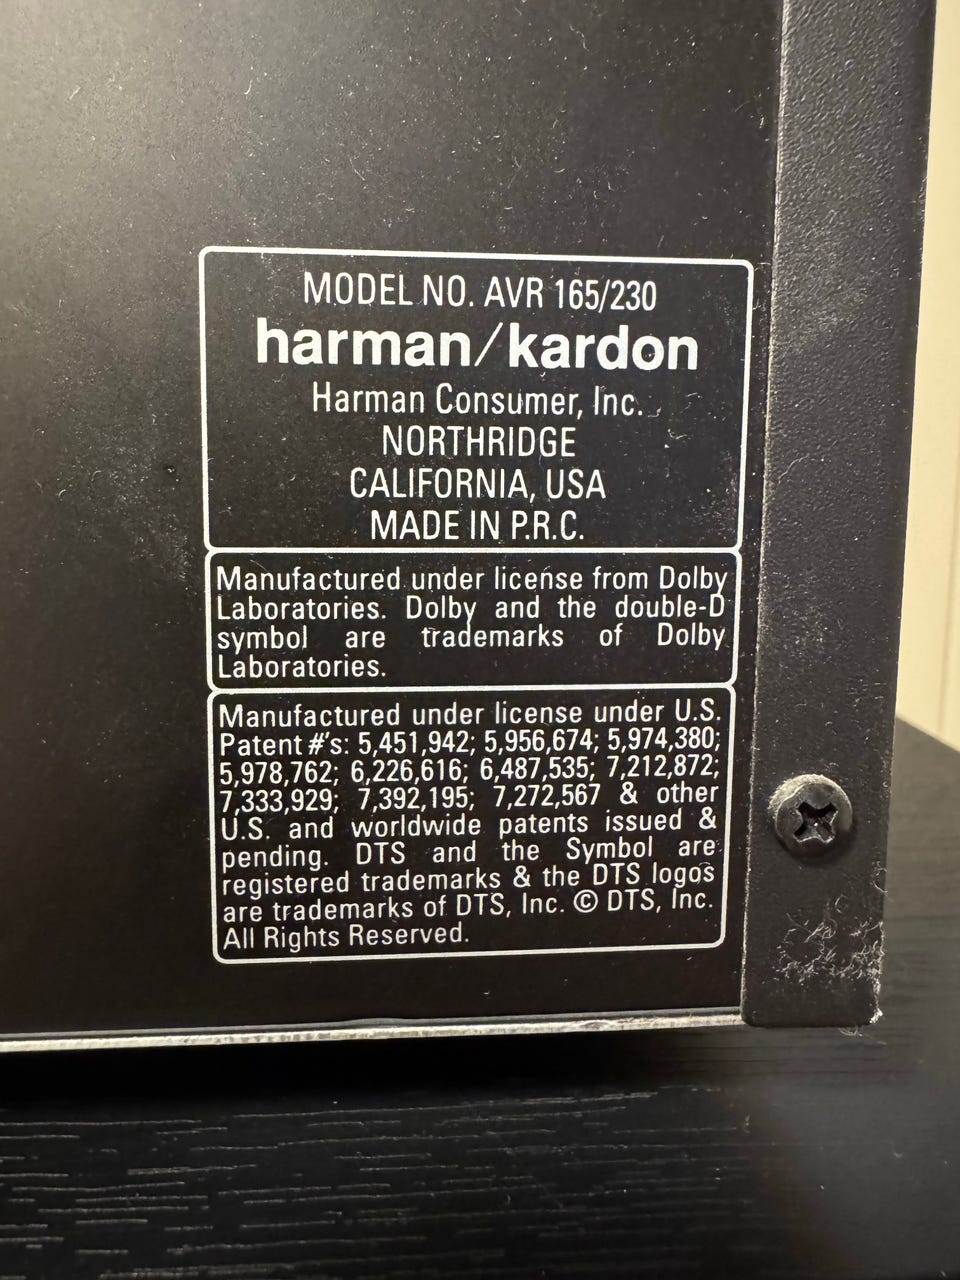 MODEL NO. AVR 165/230
harman/kardon
Harman Consumer, Inc.
NORTHRIDGE
CALIFORNIA, USA
MADE IN P.R.C.
Manufactured under license from Dolby
Laboratories. Dolby and the double-D
symbol are trademarks of Dolby
Laboratories.
Manufactured under license under U.S.
Patent #'s: 5,451,942; 5,956,674; 5,974,380;
5,978,762; 6,226,616; 6,487,535; 7,212,872;
7,333,929; 7,392,195; 7,272,567 & other
U.S. and worldwide patents issued &
pending. DTS and the Symbol are
registered trademarks & the DTS logos
are trademarks of DTS, Inc. © DTS, Inc.
All Rights Reserved.